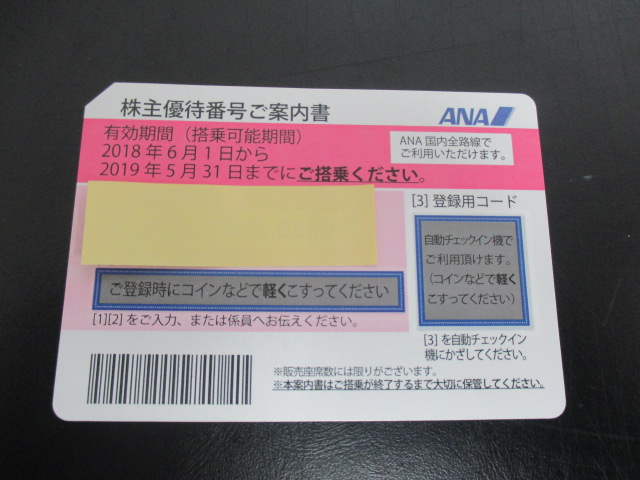 株主優待番号ご案内書
ANA
有効期間（搭乗可能期間）
2018年6月1日から
2019年5月31日までにご搭乗ください。
ANA 国内全路線で
ご利用いただけます。
[3] 登録用コード
自動チェックイン機で
ご利用頂けます。
（コインなどで軽く
こすってください）
ご登録時にコインなどで軽くこすってください
[1][2] をご入力、または係員へお伝えください。
[3] を自動チェックイン
機にかざしてください。
※販売座席数には限りがございます。
※本案内書はご搭乗が終了するまで大切に保管してください。